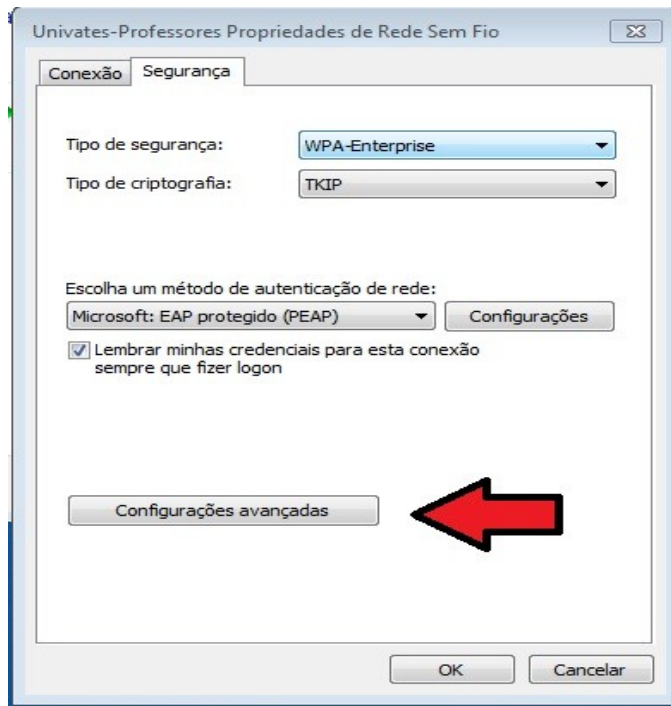 Univates-Professores Propriedades de Rede Sem Fio
Conexão Segurança
Tipo de segurança: WPA-Enterprise
Tipo de criptografia: TKIP
Escolha um método de autenticação de rede:
Microsoft: EAP protegido (PEAP) Configurações
Lembrar minhas credenciais para esta conexão
sempre que fizer logon
Configurações avançadas
OK Cancelar